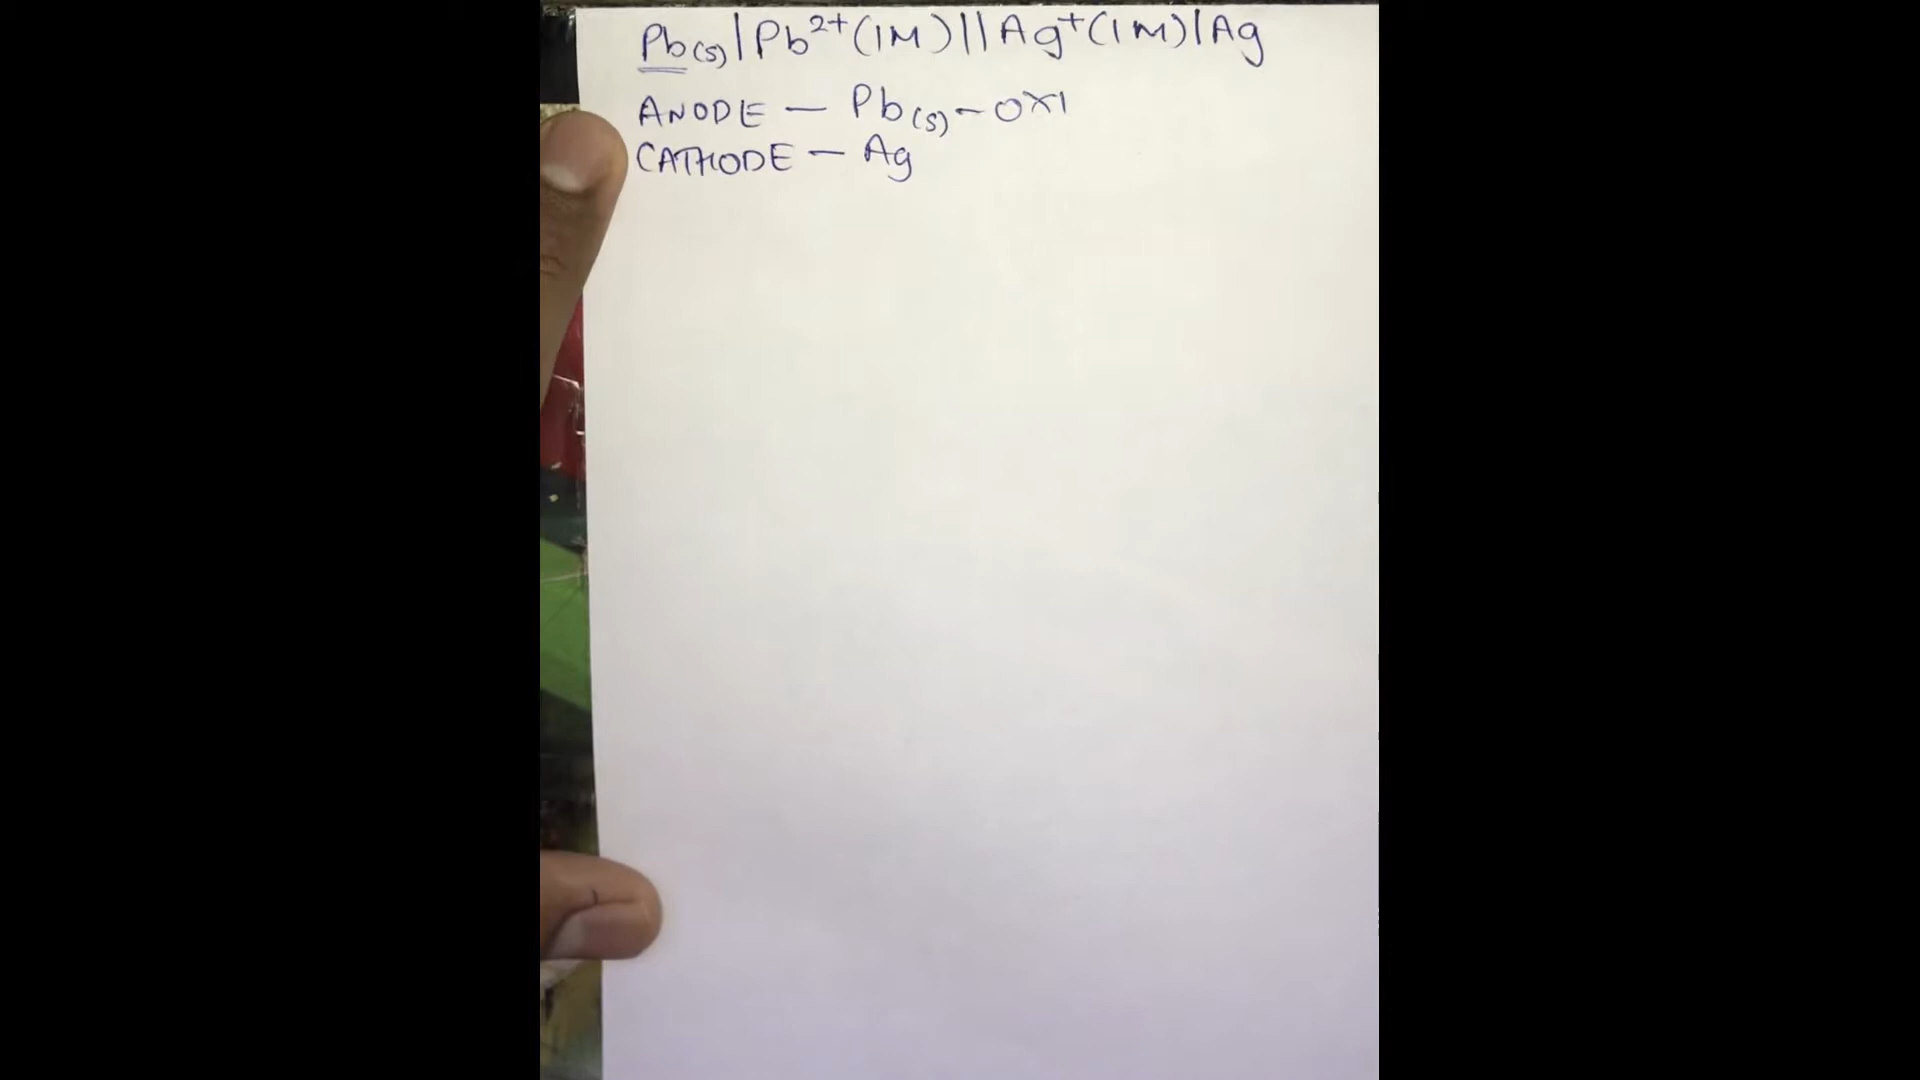 Pb(s)|Pb²⁺(1M)||Ag⁺(1M)|Ag
ANODE — Pb(s) - OXI
CATHODE — Ag